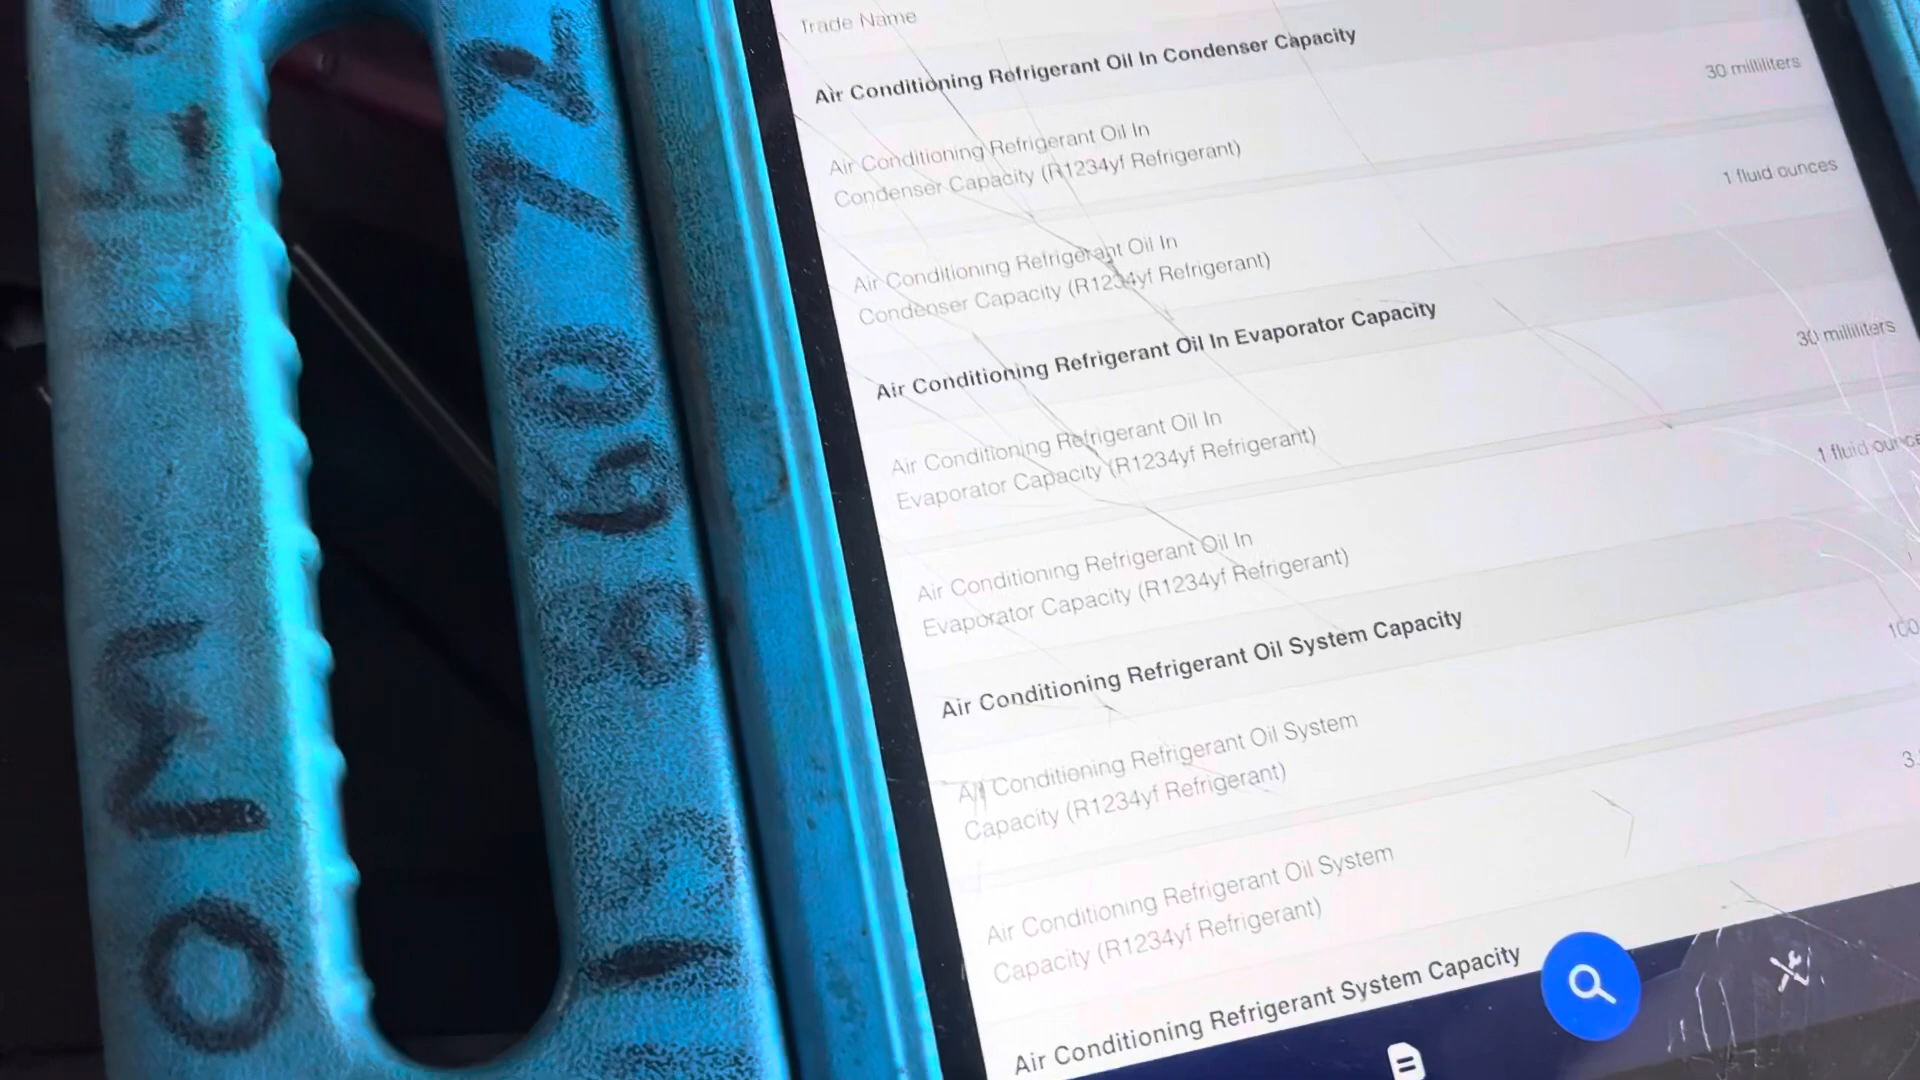 Trade Name
Air Conditioning Refrigerant Oil In Condenser Capacity
Air Conditioning Refrigerant Oil In
Condenser Capacity (R1234yf Refrigerant)
30 milliliters
Air Conditioning Refrigerant Oil In
Condenser Capacity (R1234yf Refrigerant)
1 fluid ounces
Air Conditioning Refrigerant Oil In Evaporator Capacity
Air Conditioning Refrigerant Oil In
Evaporator Capacity (R1234yf Refrigerant)
30 milliliters
Air Conditioning Refrigerant Oil In
Evaporator Capacity (R1234yf Refrigerant)
1 fluid
Air Conditioning Refrigerant Oil System Capacity
Air Conditioning Refrigerant Oil System
Capacity (R1234yf Refrigerant)
100
Air Conditioning Refrigerant Oil System
Capacity (R1234yf Refrigerant)
3.
Air Conditioning Refrigerant System Capacity